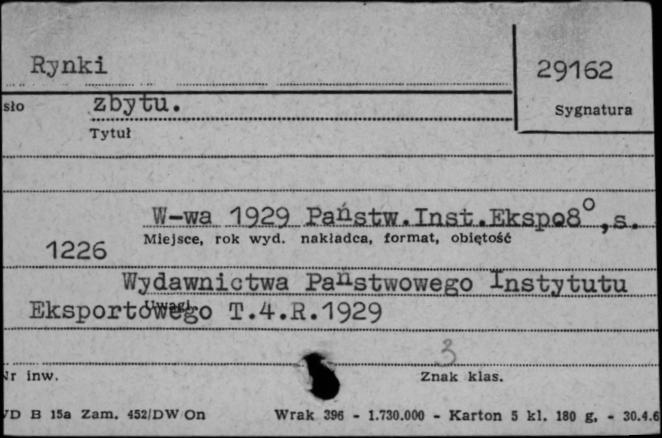 Rynki
29162
sło
zbytu.
Sygnatura
Tytuł
W-wa 1929 Państw.Inst.Ekspo8°,s.
Miejsce, rok wyd. nakładca, format, obiętość
1226
Wydawnictwa Państwowego Instytutu
Uwagi
Eksportowego T.4.R.1929
3
Nr inw.
Znak klas.
/D B 15a Zam. 452/DW On Wrak 396 - 1.730.000 - Karton 5 kl. 180 g, - 30.4.6